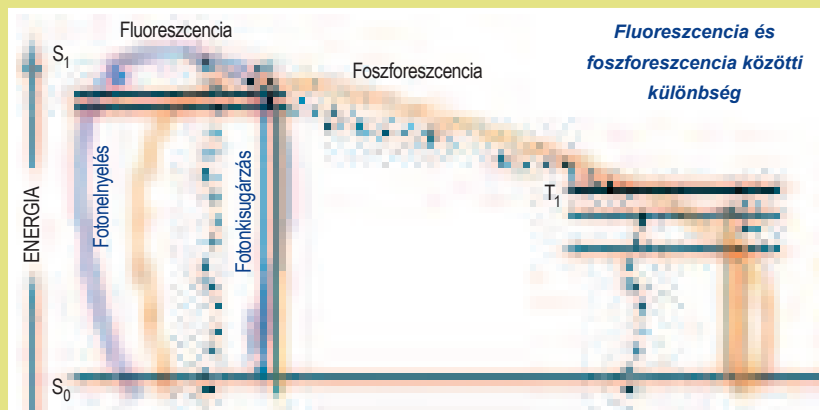 Fluoreszcencia
S1
Foszforeszcencia
Fluoreszcencia és
foszforeszcencia közötti
különbség
ENERGIA
Fotonelnyelés
Fotonkisugárzás
T1
S0